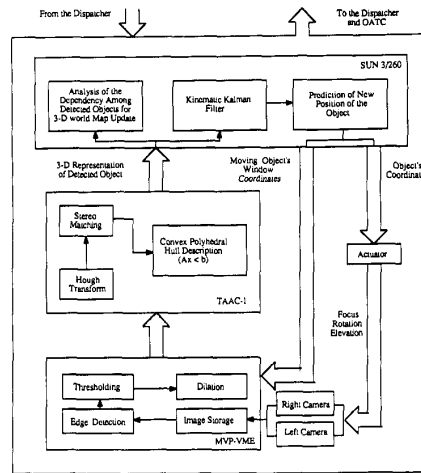 From the Dispatcher
To the Dispatcher
and OATC
SUN 3/260
Analysis of the
Dependency Among
Detected Objects for
3-D world Map Update
Kinematic Kalman
Filter
Prediction of New
Position of the
Object
3-D Representation
of Detected Object
Moving Object's
Window
Coordinates
Object's
Coordinat
Stereo
Matching
Convex Polyhedral
Hull Description
(Ax < b)
Hough
Transform
TAAC-1
Actuator
Focus
Rotation
Elevation
Thresholding
Dilation
Edge Detection
Image Storage
MVP-VME
Right Camera
Left Camera